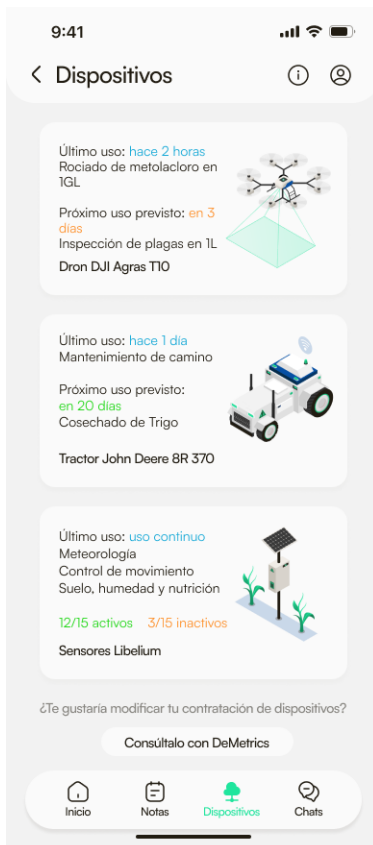 9:41
Dispositivos
Último uso: hace 2 horas
Rociado de metolacloro en
1GL
Próximo uso previsto: en 3
días
Inspección de plagas en 1L
Dron DJI Agras T10
Último uso: hace 1 día
Mantenimiento de camino
Próximo uso previsto:
en 20 días
Cosechado de Trigo
Tractor John Deere 8R 370
Último uso: uso continuo
Meteorología
Control de movimiento
Suelo, humedad y nutrición
12/15 activos 3/15 inactivos
Sensores Libelium
¿Te gustaría modificar tu contratación de dispositivos?
Consúltalo con DeMetrics
Inicio Notas Dispositivos Chats